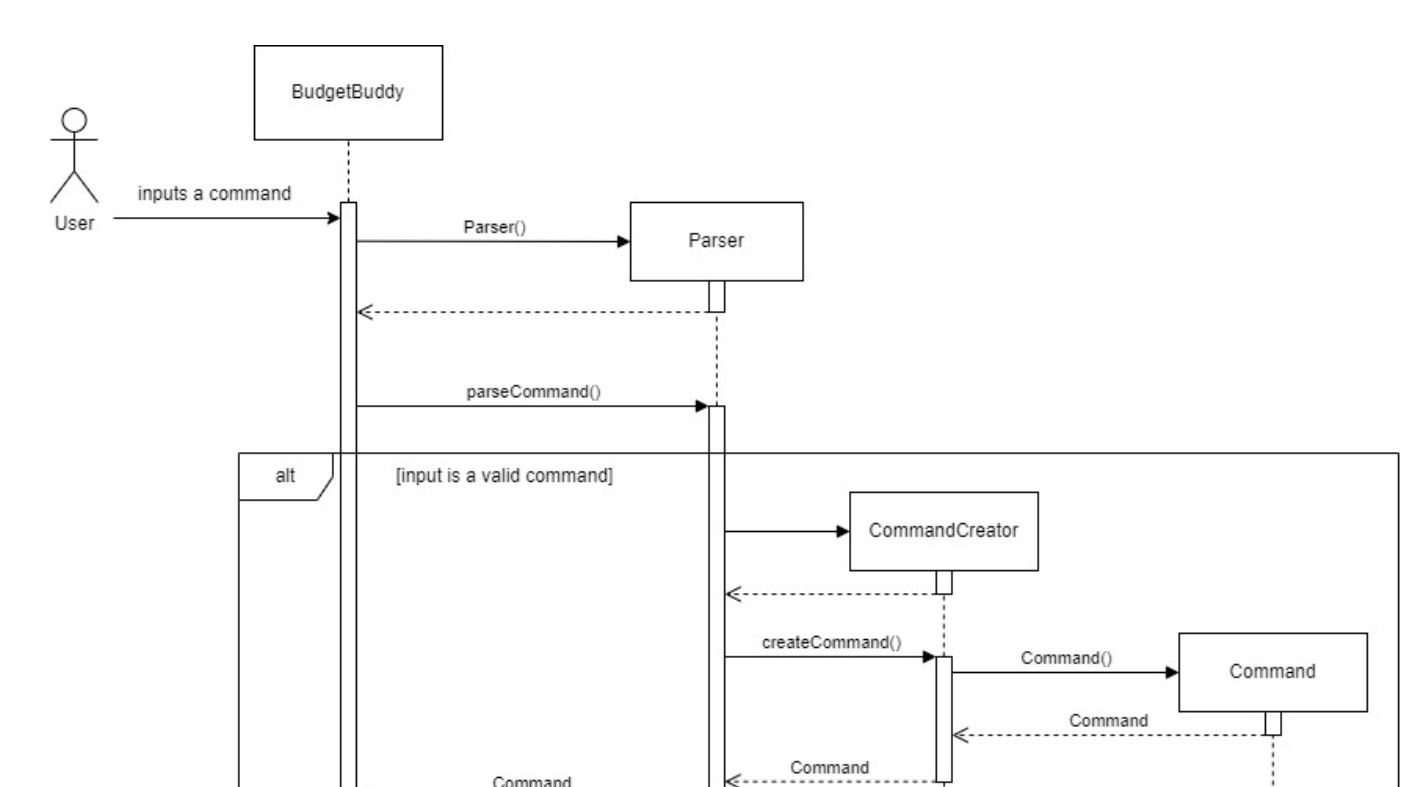 BudgetBuddy
inputs a command
User
Parser()
Parser
parseCommand()
alt
[input is a valid command]
CommandCreator
createCommand()
Command()
Command
Command
Command
Command